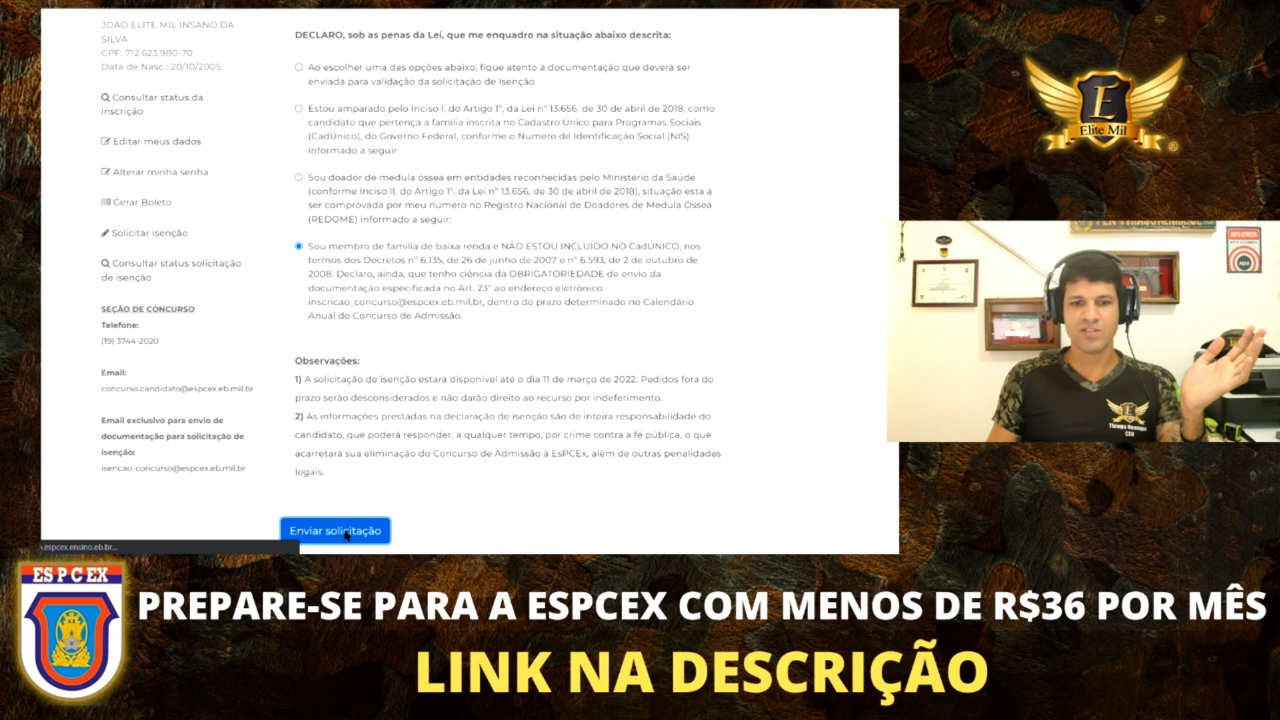 JOÃO ELITE MIL INSANO DA
SILVA
CPF: 712.623.980-70
Data de Nasc.: 20/10/2005
Consultar status da
inscrição
Editar meus dados
Alterar minha senha
Gerar Boleto
Solicitar isenção
Consultar status solicitação
de isenção
SEÇÃO DE CONCURSO
Telefone:
(19) 3744-2020
Email:
concurso.candidato@espcex.eb.mil.br
Email exclusivo para envio de
documentação para solicitação de
isenção:
isencao_concurso@espcex.eb.mil.br
DECLARO, sob as penas da Lei, que me enquadro na situação abaixo descrita:
Ao escolher uma das opções abaixo, fique atento à documentação que deverá ser
enviada para validação da solicitação de Isenção
Estou amparado pelo Inciso I, do Artigo 1º, da Lei nº 13.656, de 30 de abril de 2018, como
candidato que pertença a família inscrita no Cadastro Único para Programas Sociais
(CadÚnico), do Governo Federal, conforme o Numero de Identificação Social (NIS)
informado a seguir:
Sou doador de medula óssea em entidades reconhecidas pelo Ministério da Saúde
(conforme Inciso II, do Artigo 1º, da Lei nº 13.656, de 30 de abril de 2018), situação esta a
ser comprovada por meu número no Registro Nacional de Doadores de Medula Óssea
(REDOME) informado a seguir:
Sou membro de família de baixa renda e NÃO ESTOU INCLUÍDO NO CadÚNICO, nos
termos dos Decretos nº 6.135, de 26 de junho de 2007 e nº 6.593, de 2 de outubro de
2008. Declaro, ainda, que tenho ciência da OBRIGATORIEDADE de envio da
documentação especificada no Art. 23º ao endereço eletrônico
inscricao_concurso@espcex.eb.mil.br, dentro do prazo determinado no Calendário
Anual do Concurso de Admissão.
Observações:
1) A solicitação de isenção estará disponível até o dia 11 de março de 2022. Pedidos fora do
prazo serão desconsiderados e não darão direito ao recurso por indeferimento.
2) As informações prestadas na declaração de isenção são de inteira responsabilidade do
candidato, que poderá responder, a qualquer tempo, por crime contra a fé pública, o que
acarretará sua eliminação do Concurso de Admissão à EsPCEx, além de outras penalidades
legais.
Enviar solicitação
.espcex.ensino.eb.br...
E
Elite Mil
®
Thiago Henrique
CEO
ES P C EX
PREPARE-SE PARA A ESPCEX COM MENOS DE R$36 POR MÊS
LINK NA DESCRIÇÃO